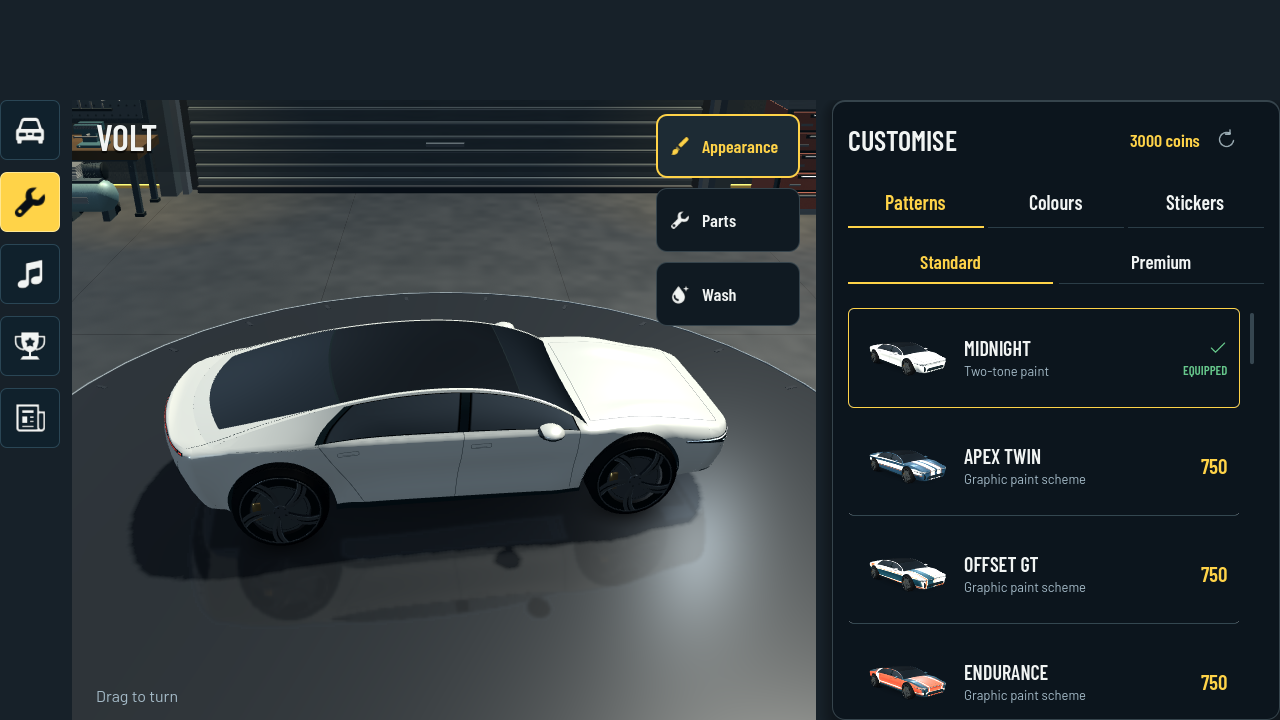 VOLT
Appearance
Parts
Wash
Drag to turn
CUSTOMISE
3000 coins
Patterns
Colours
Stickers
Standard
Premium
MIDNIGHT
Two-tone paint
EQUIPPED
APEX TWIN
Graphic paint scheme
750
OFFSET GT
Graphic paint scheme
750
ENDURANCE
Graphic paint scheme
750